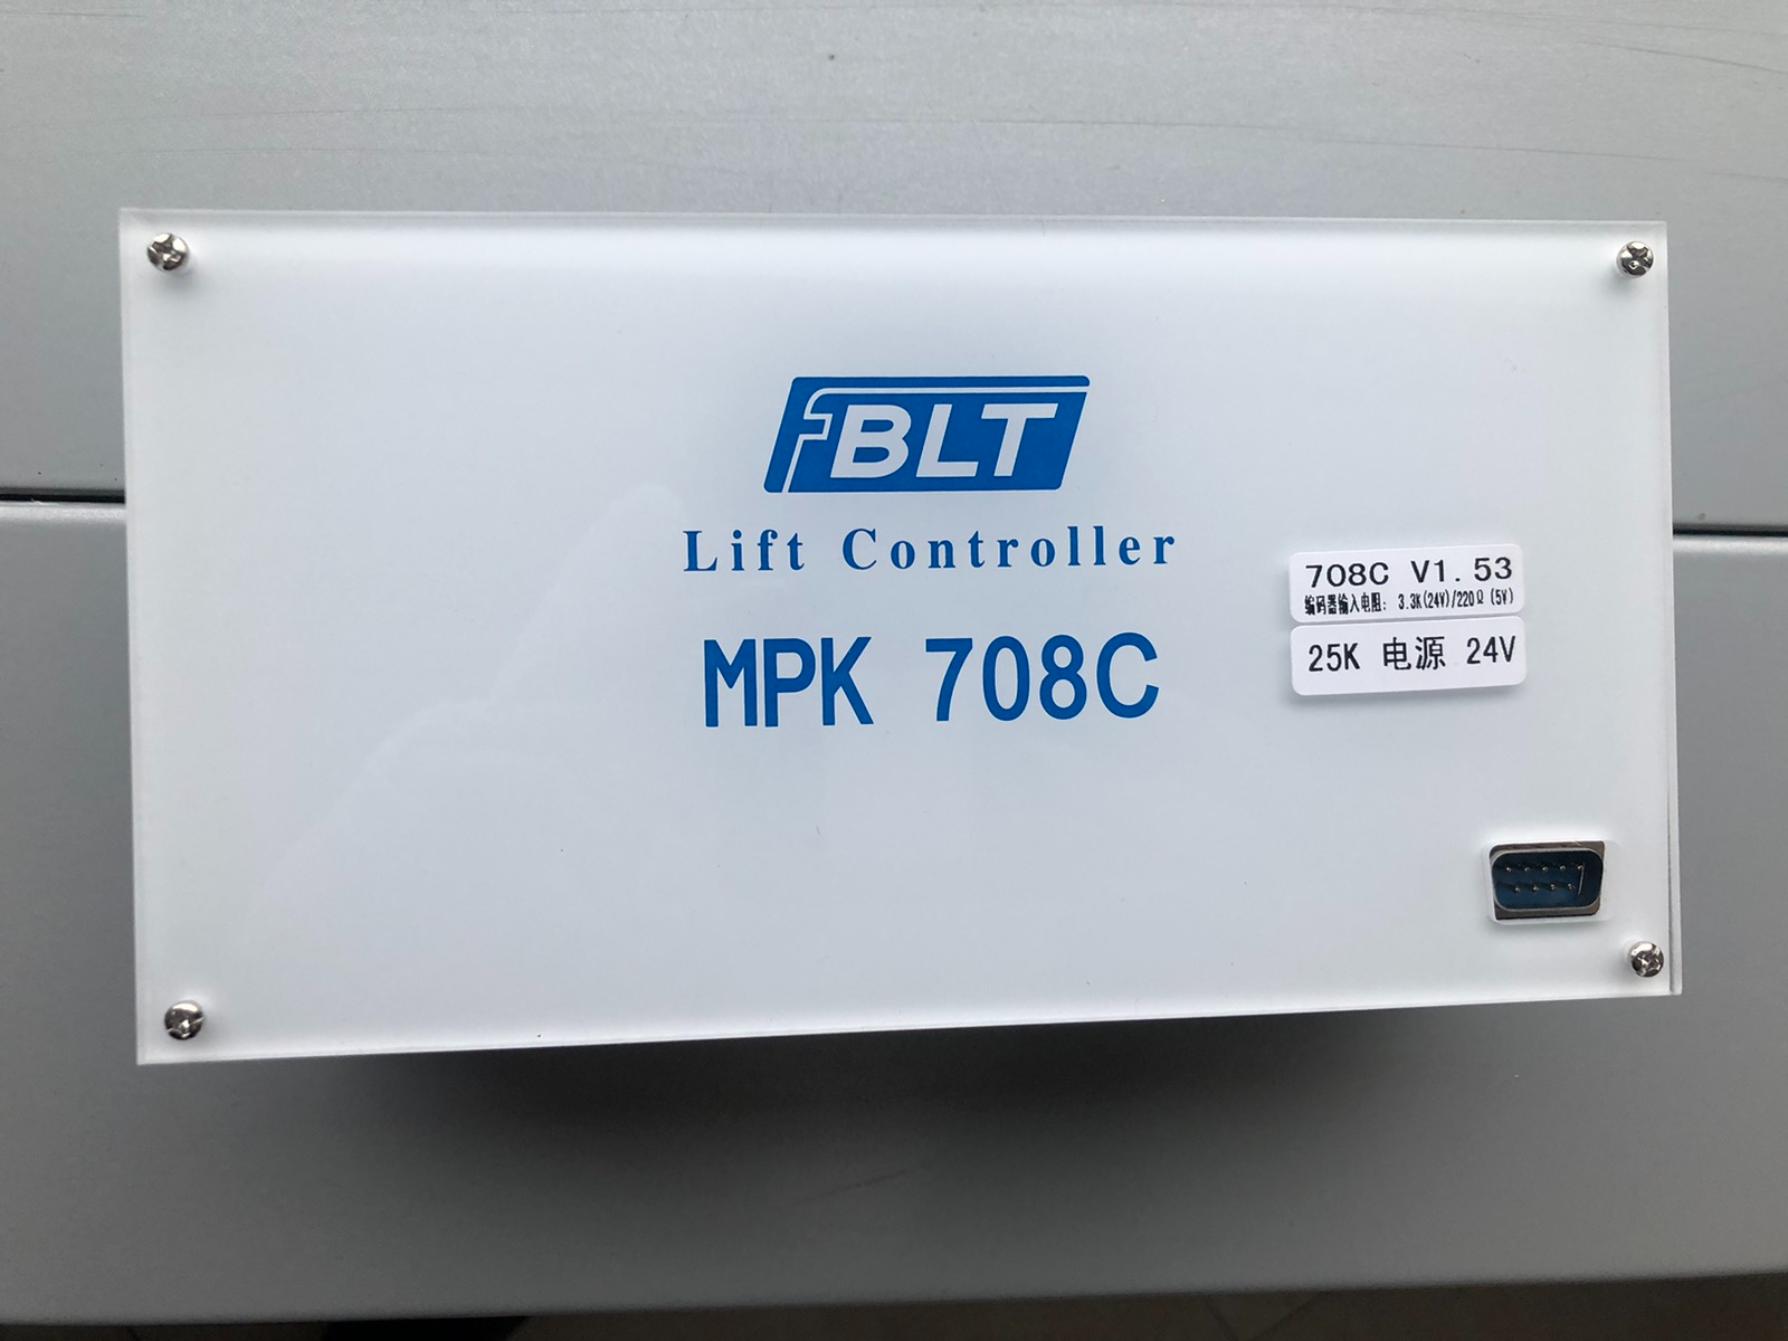 BLT
Lift Controller
MPK 708C
708C V1.53
编码器输入电阻: 3.3K(24V)/220Ω(5V)
25K 电源 24V